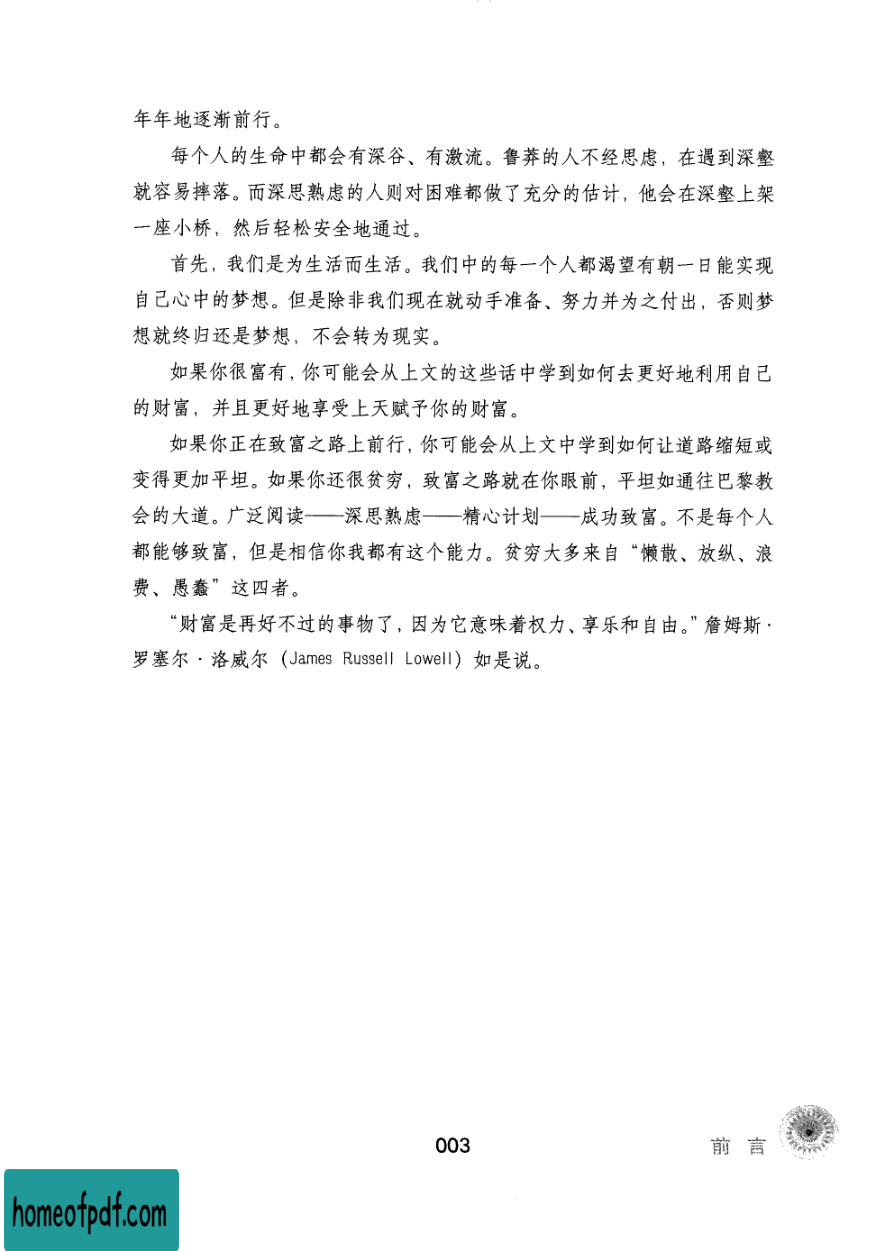 年年地逐渐前行。
每个人的生命中都会有深谷、有激流。鲁莽的人不经思虑，在遇到深壑
就容易摔落。而深思熟虑的人则对困难都做了充分的估计，他会在深壑上架
一座小桥，然后轻松安全地通过。
首先，我们是为生活而生活。我们中的每一个人都渴望有朝一日能实现
自己心中的梦想。但是除非我们现在就动手准备、努力并为之付出，否则梦
想就终归还是梦想，不会转为现实。
如果你很富有，你可能会从上文的这些话中学到如何去更好地利用自己
的财富，并且更好地享受上天赋予你的财富。
如果你正在致富之路上前行，你可能会从上文中学到如何让道路缩短或
变得更加平坦。如果你还很贫穷，致富之路就在你眼前，平坦如通往巴黎教
会的大道。广泛阅读——深思熟虑——精心计划——成功致富。不是每个人
都能够致富，但是相信你我都有这个能力。贫穷大多来自“懒散、放纵、浪
费、愚蠢”这四者。
“财富是再好不过的事物了，因为它意味着权力、享乐和自由。”詹姆斯·
罗塞尔·洛威尔（James Russell Lowell）如是说。
003
前言
homeofpdf.com